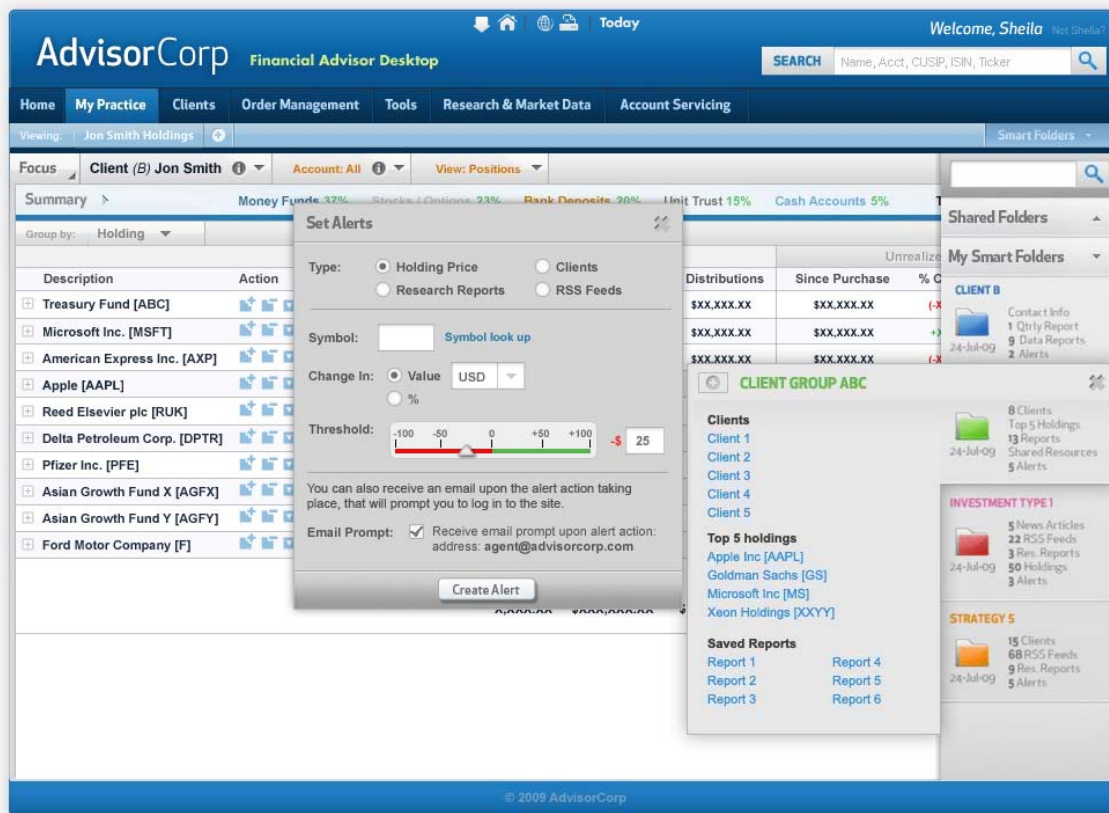 Today
Welcome, Sheila Not Shelia?
AdvisorCorp Financial Advisor Desktop
SEARCH Name, Acct, CUSIP, ISIN, Ticker
Home My Practice Clients Order Management Tools Research & Market Data Account Servicing
Viewing: Jon Smith Holdings Smart Folders
Focus Client (B) Jon Smith Account: All View: Positions
Summary Money Funds 37% Stocks / Options 23% Bank Deposits 20% Unit Trust 15% Cash Accounts 5%
Group by: Holding
Description Action Distributions Since Purchase
Treasury Fund [ABC] $XX,XXX.XX $XX,XXX.XX
Microsoft Inc. [MSFT] $XX,XXX.XX $XX,XXX.XX
American Express Inc. [AXP] $XX,XXX.XX $XX,XXX.XX
Apple [AAPL]
Reed Elsevier plc [RUK]
Delta Petroleum Corp. [DPTR]
Pfizer Inc. [PFE]
Asian Growth Fund X [AGFX]
Asian Growth Fund Y [AGFY]
Ford Motor Company [F]
Set Alerts
Type: Holding Price Clients
Research Reports RSS Feeds
Symbol: Symbol look up
Change In: Value USD
%
Threshold: -100 -50 0 +50 +100 -$ 25
You can also receive an email upon the alert action taking
place, that will prompt you to log in to the site.
Email Prompt: Receive email prompt upon alert action:
address: agent@advisorcorp.com
Create Alert
CLIENT GROUP ABC
Clients
Client 1
Client 2
Client 3
Client 4
Client 5
Top 5 holdings
Apple Inc [AAPL]
Goldman Sachs [GS]
Microsoft Inc [MS]
Xeon Holdings [XXYY]
Saved Reports
Report 1 Report 4
Report 2 Report 5
Report 3 Report 6
Shared Folders
My Smart Folders
CLIENT B
Contact Info
1 Qtrly Report
9 Data Reports
24-Jul-09 2 Alerts
8 Clients
Top 5 Holdings
13 Reports
24-Jul-09 Shared Resources
5 Alerts
INVESTMENT TYPE 1
5 News Articles
22 RSS Feeds
3 Res. Reports
24-Jul-09 50 Holdings
3 Alerts
STRATEGY 5
15 Clients
68 RSS Feeds
9 Res. Reports
24-Jul-09 5 Alerts
© 2009 AdvisorCorp